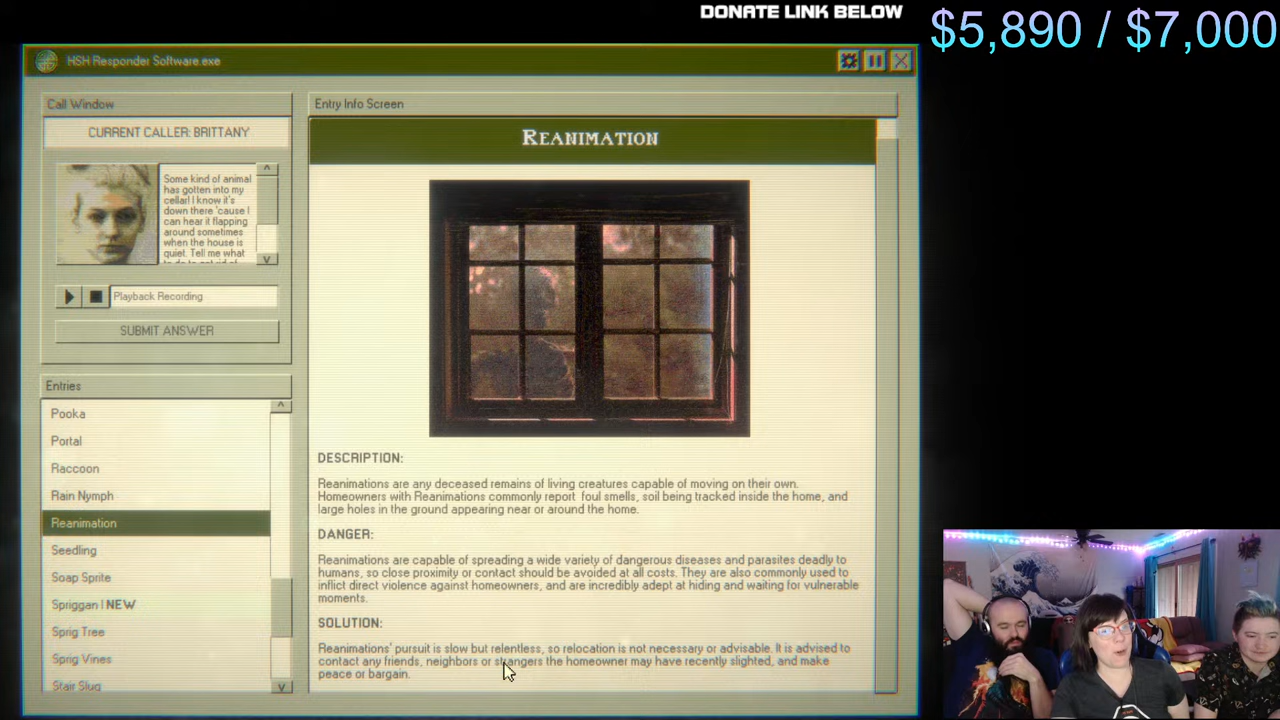 DONATE LINK BELOW
$5,890 / $7,000
HSH Responder Software.exe
Call Window
CURRENT CALLER: BRITTANY
Some kind of animal
has gotten into my
cellar! I know it's
down there 'cause I
can hear it flapping
around sometimes
when the house is
quiet. Tell me what
Playback Recording
SUBMIT ANSWER
Entries
Pooka
Portal
Raccoon
Rain Nymph
Reanimation
Seedling
Soap Sprite
Spriggan | NEW
Sprig Tree
Sprig Vines
Stair Slug
Entry Info Screen
REANIMATION
DESCRIPTION:
Reanimations are any deceased remains of living creatures capable of moving on their own.
Homeowners with Reanimations commonly report foul smells, soil being tracked inside the home, and
large holes in the ground appearing near or around the home.
DANGER:
Reanimations are capable of spreading a wide variety of dangerous diseases and parasites deadly to
humans, so close proximity or contact should be avoided at all costs. They are also commonly used to
inflict direct violence against homeowners, and are incredibly adept at hiding and waiting for vulnerable
moments.
SOLUTION:
Reanimations' pursuit is slow but relentless, so relocation is not necessary or advisable. It is advised to
contact any friends, neighbors or strangers the homeowner may have recently slighted, and make
peace or bargain.